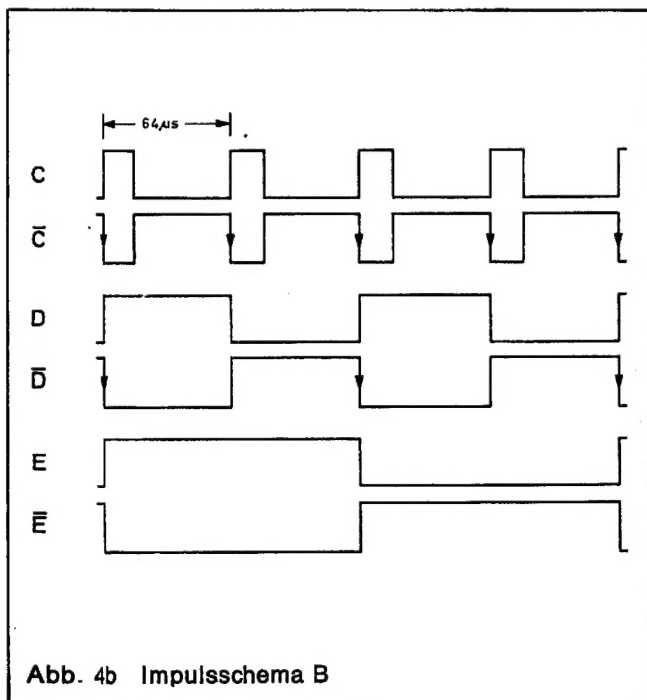 64µs
C
C̅
D
D̅
E
E̅
Abb. 4b Impulsschema B